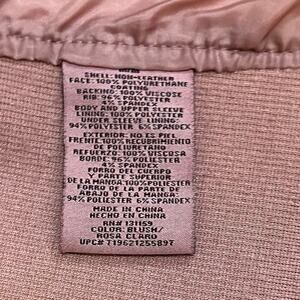 SHELL: NON-LEATHER
FACE: 100% POLYURETHANE
COATING
BACKING: 100% VISCOSE
RIB: 96% POLYESTER
4% SPANDEX
BODY AND UPPER SLEEVE
LINING: 100% POLYESTER
UNDER SLEEVE LINING:
94% POLYESTER 6% SPANDEX
EXTERIOR: NO ES PIEL
FRENTE: 100% RECUBRIMIENTO
DE POLIURETANO
REFUERZO: 100% VISCOSA
BORDE: 96% POLIESTER
4% SPANDEX
FORRO DEL CUERPO
Y PARTE SUPERIOR
DE LA MANGA: 100% POLIESTER
FORRO DE LA PARTE DE
ABAJO DE LA MANGA:
94% POLIESTER 6% SPANDEX
MADE IN CHINA
HECHO EN CHINA
RN# 131159
COLOR: BLUSH/
ROSA CLARO
UPC# 719621255897